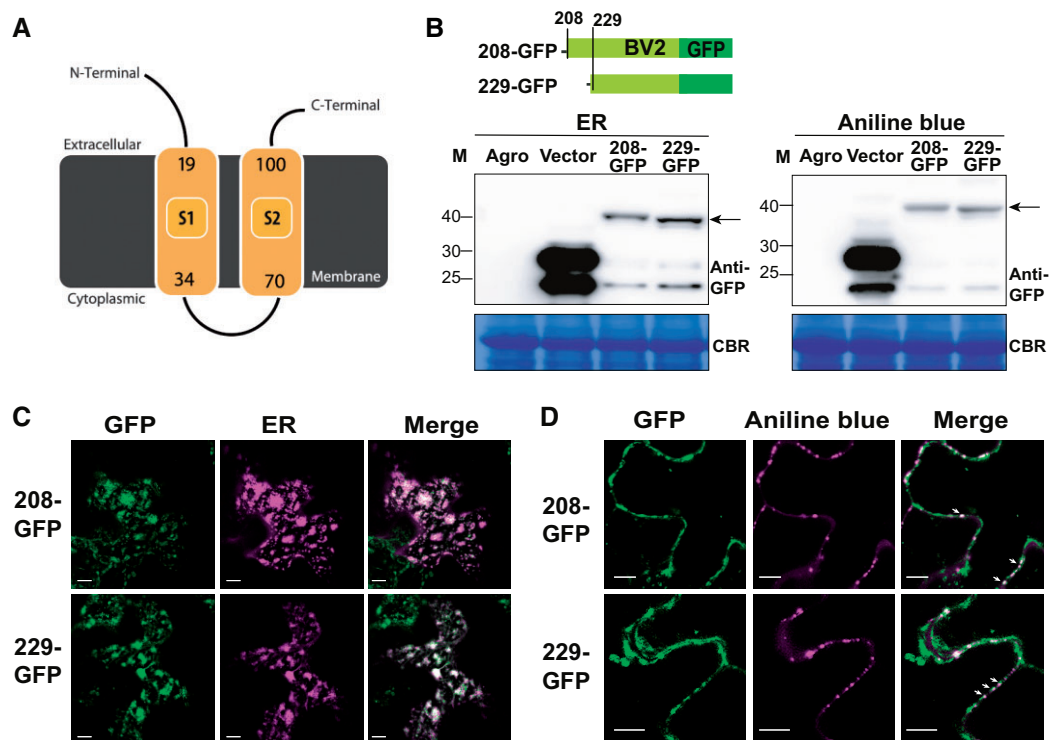 A
N-Terminal
C-Terminal
Extracellular
19 100
S1 S2
34 70
Membrane
Cytoplasmic
B
208 229
208-GFP BV2 GFP
229-GFP
ER
M Agro Vector 208-GFP 229-GFP
40
30
25
Anti-GFP
CBR
Aniline blue
M Agro Vector 208-GFP 229-GFP
40
30
25
Anti-GFP
CBR
C
GFP ER Merge
208-GFP
229-GFP
D
GFP Aniline blue Merge
208-GFP
229-GFP